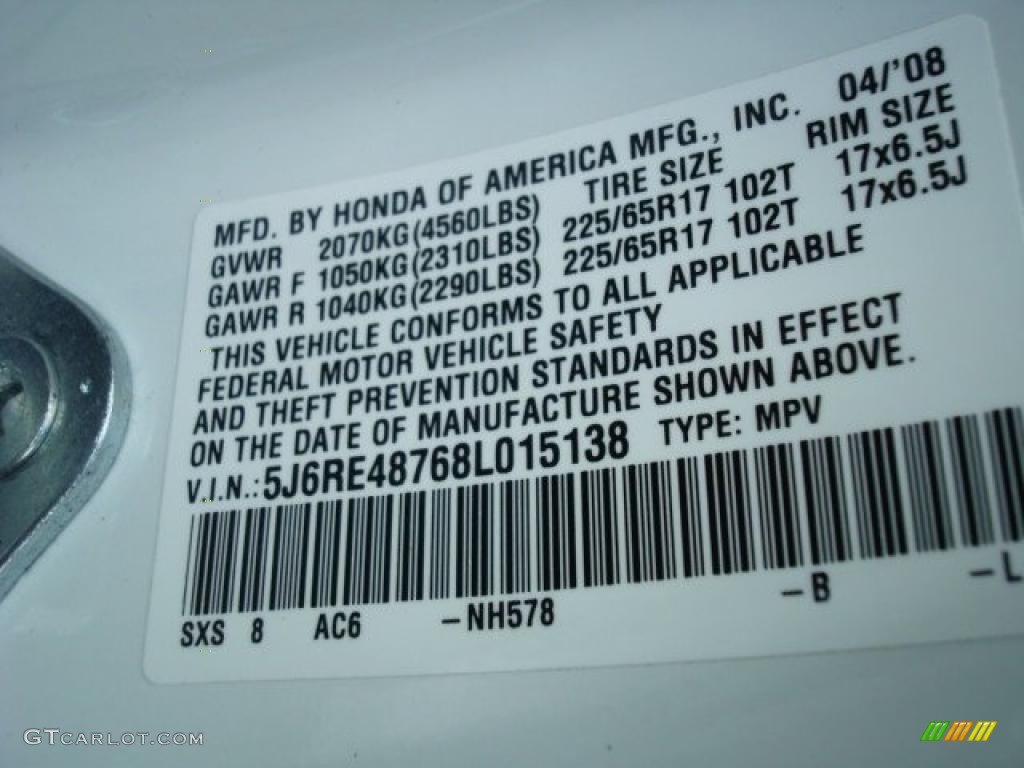 MFD. BY HONDA OF AMERICA MFG., INC. 04/'08
GVWR 2070KG(4560LBS) TIRE SIZE RIM SIZE
GAWR F 1050KG(2310LBS) 225/65R17 102T 17x6.5J
GAWR R 1040KG(2290LBS) 225/65R17 102T 17x6.5J
THIS VEHICLE CONFORMS TO ALL APPLICABLE
FEDERAL MOTOR VEHICLE SAFETY
AND THEFT PREVENTION STANDARDS IN EFFECT
ON THE DATE OF MANUFACTURE SHOWN ABOVE.
V.I.N.:5J6RE48768L015138 TYPE: MPV
SXS 8 AC6 –NH578 –B –L
GTCARLOT.COM